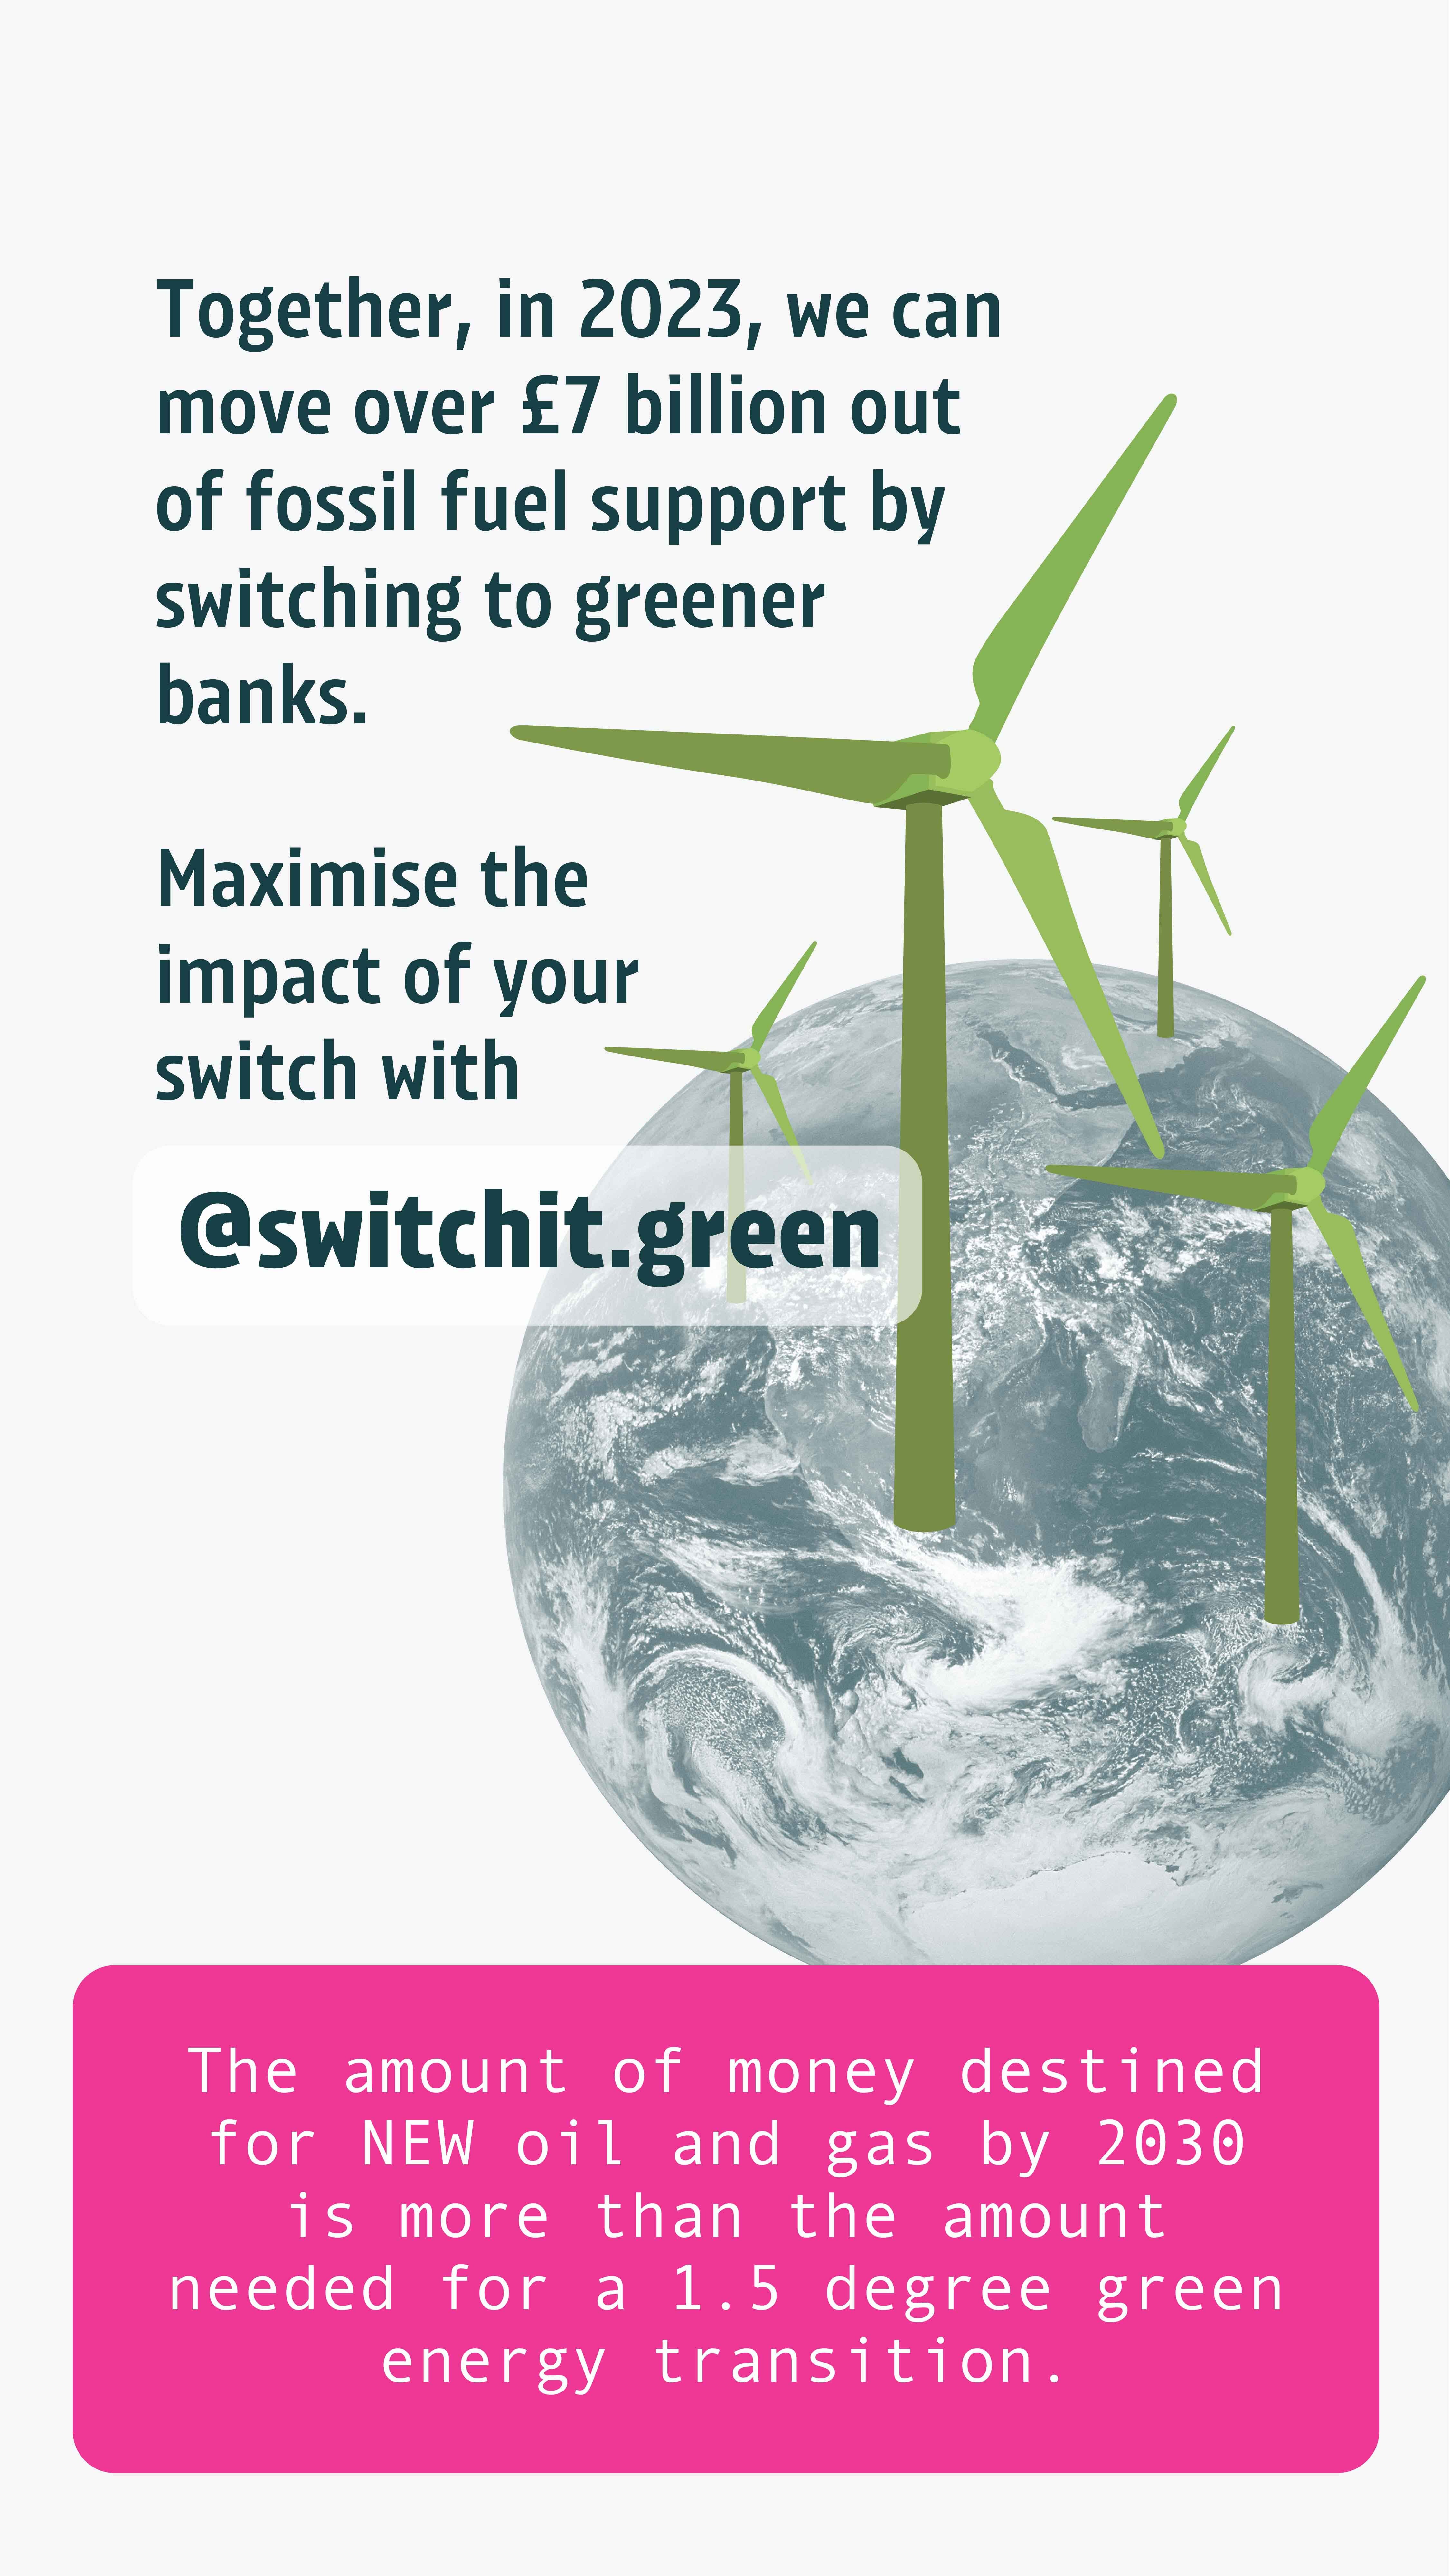 Together, in 2023, we can
move over £7 billion out
of fossil fuel support by
switching to greener
banks.
Maximise the
impact of your
switch with
@switchit.green
The amount of money destined
for NEW oil and gas by 2030
is more than the amount
needed for a 1.5 degree green
energy transition.